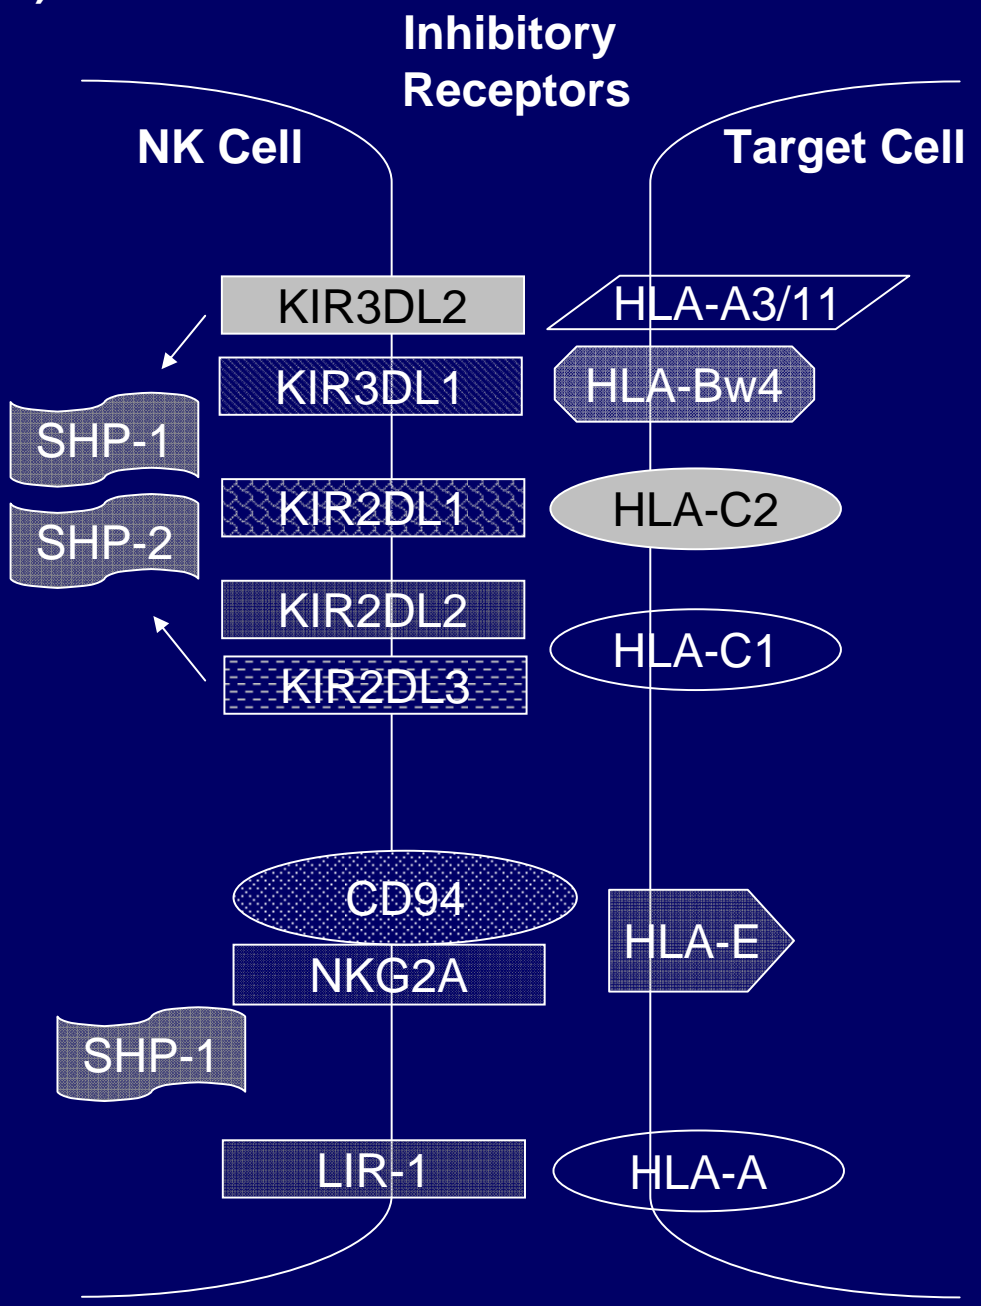 )
Inhibitory
Receptors
NK Cell
Target Cell
KIR3DL2
HLA-A3/11
KIR3DL1
HLA-Bw4
SHP-1
KIR2DL1
HLA-C2
SHP-2
KIR2DL2
HLA-C1
KIR2DL3
CD94
HLA-E
NKG2A
SHP-1
LIR-1
HLA-A